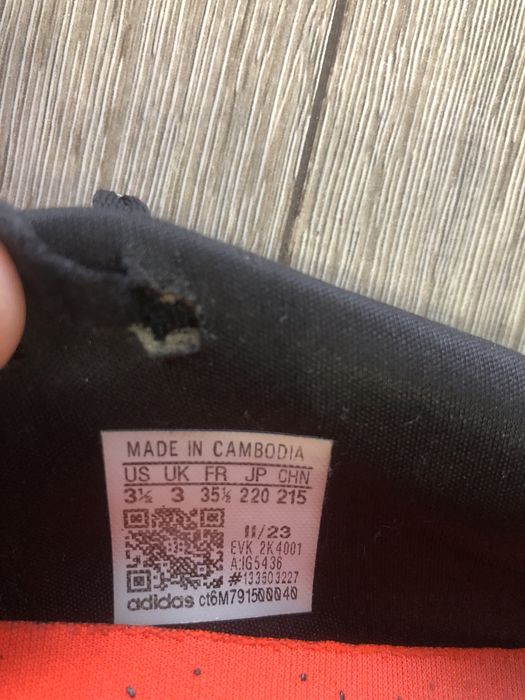 MADE IN CAMBODIA
US UK FR JP CHN
3½ 3 35½ 220 215
11/23
EVK 2K4001
A:IG5436
#133503227
adidas ct6M791500040